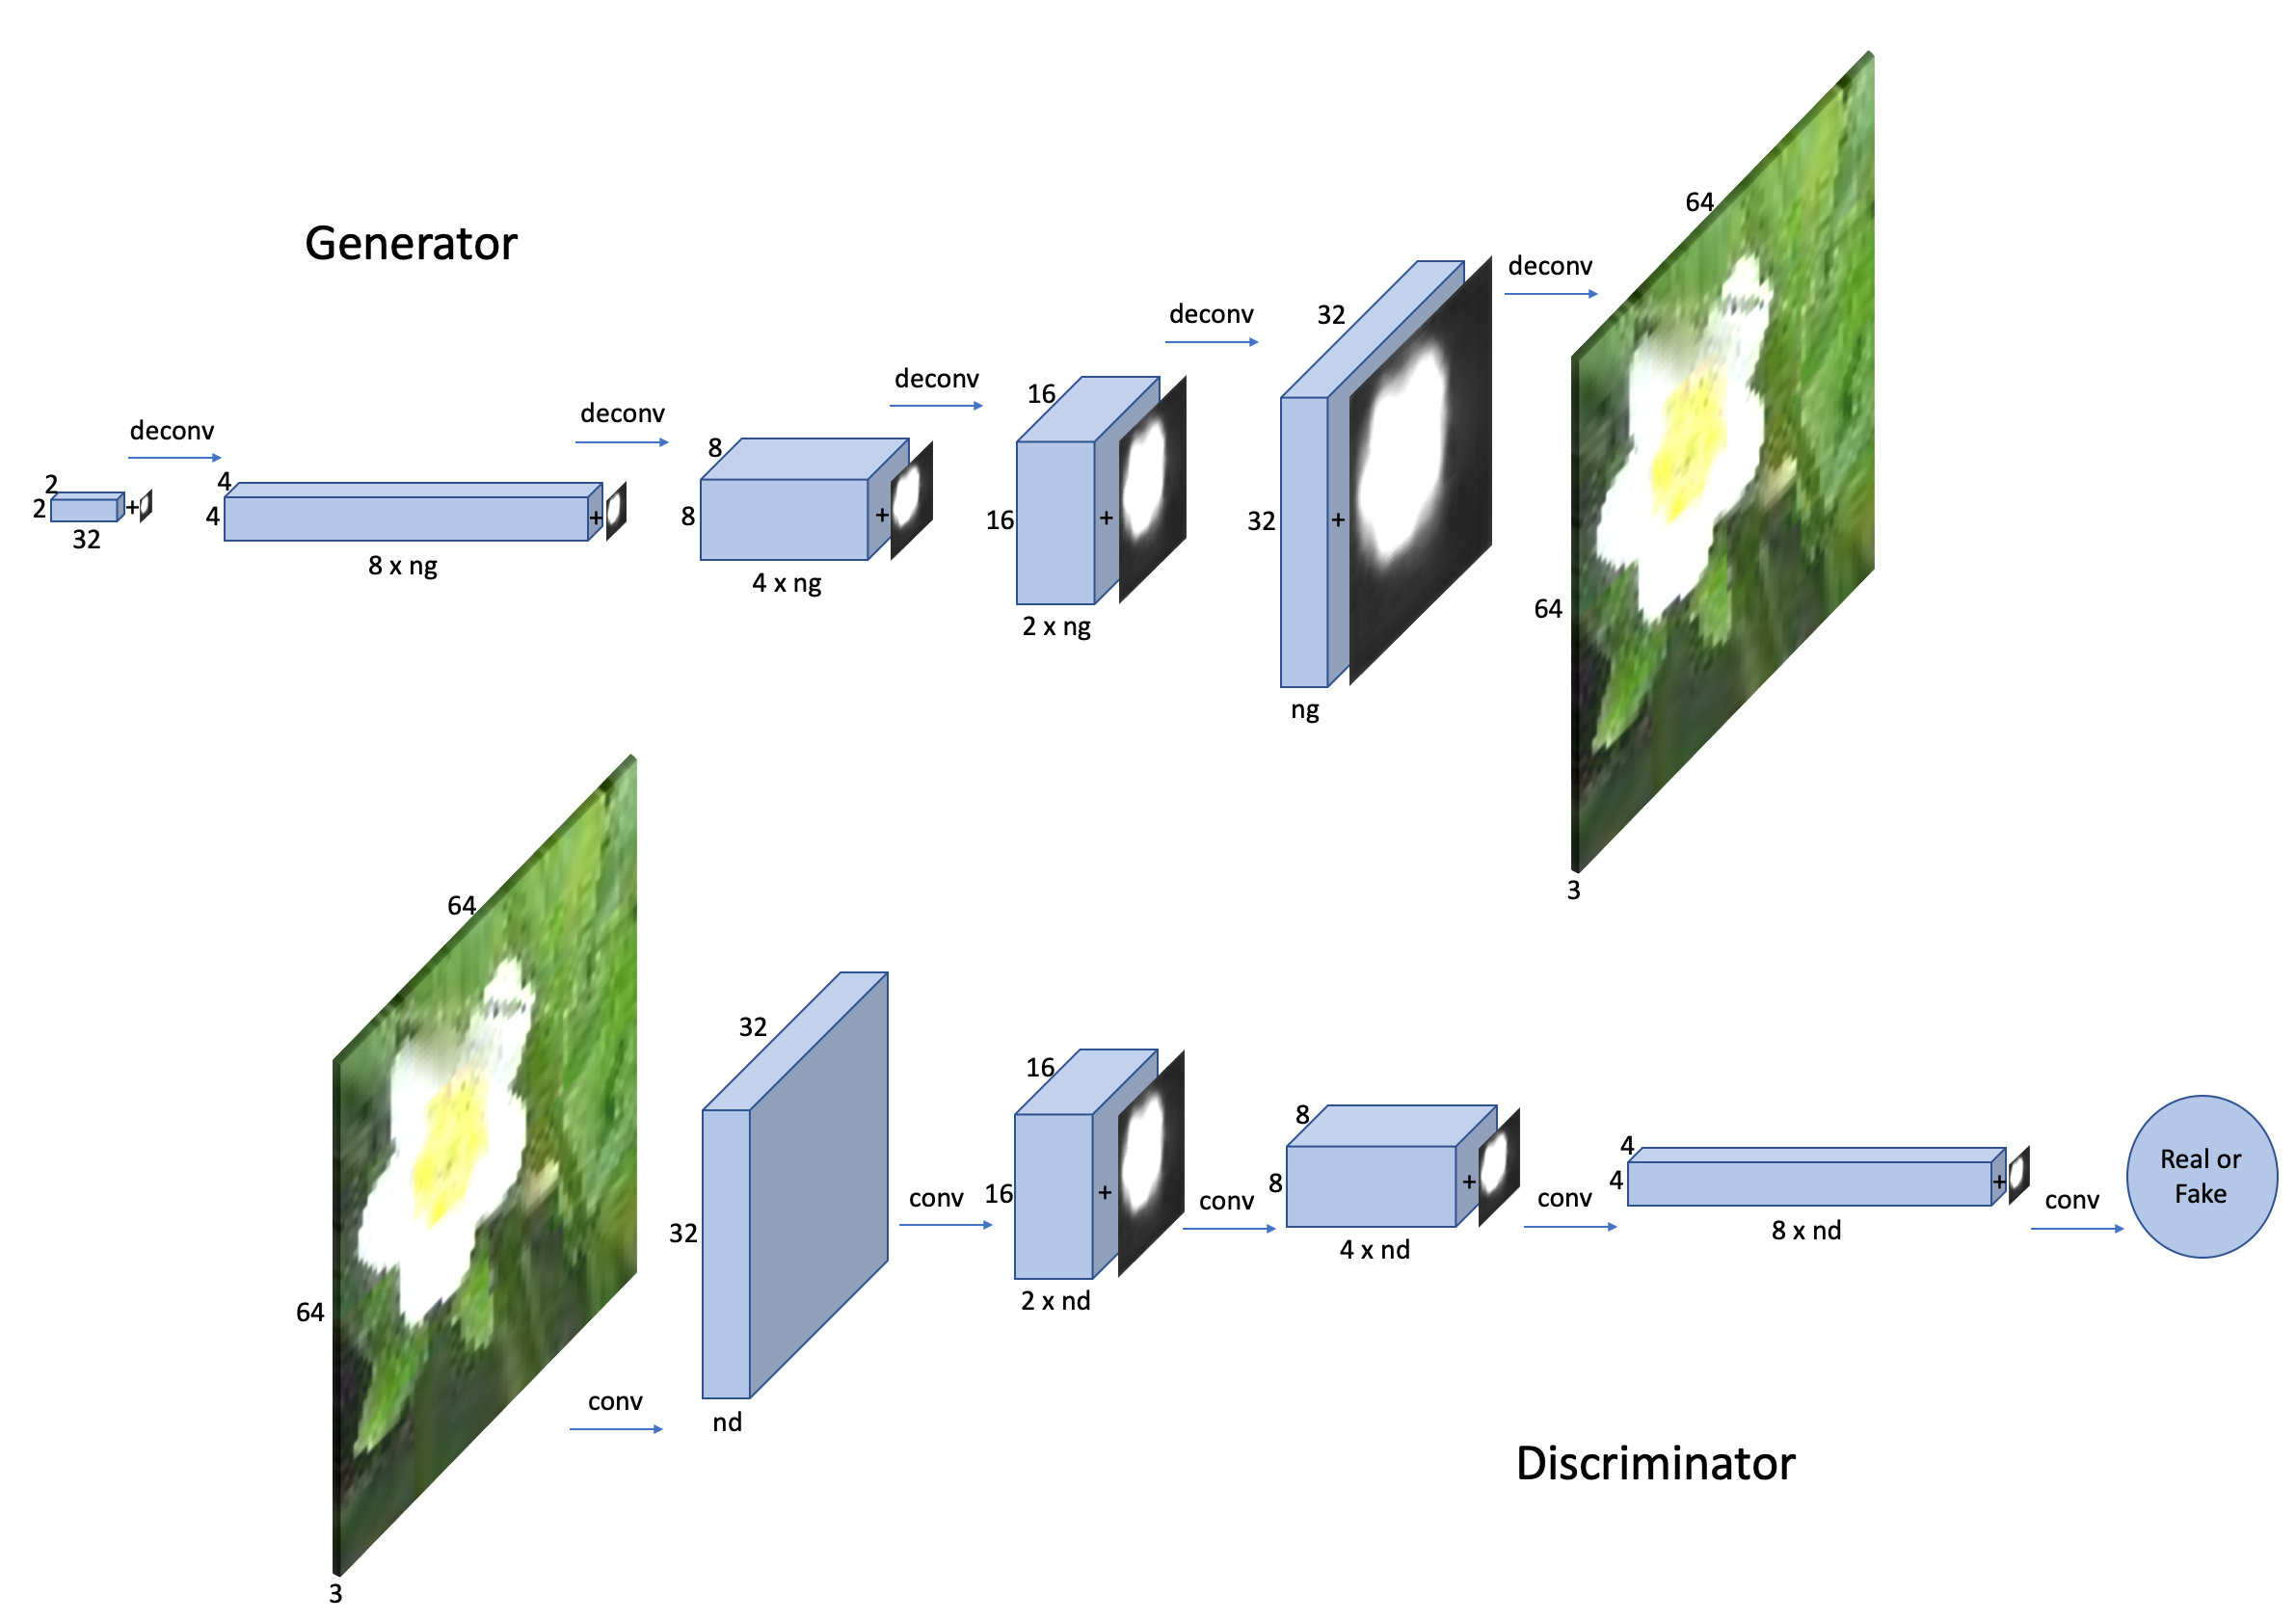 Generator
deconv
2
2
+
32
deconv
4
4
+
8 x ng
deconv
8
8
+
4 x ng
deconv
16
16
+
2 x ng
deconv
32
32
+
ng
64
64
3
64
64
3
conv
32
32
nd
conv
16
16
+
2 x nd
conv
8
8
+
4 x nd
conv
4
4
+
8 x nd
conv
Real or
Fake
Discriminator